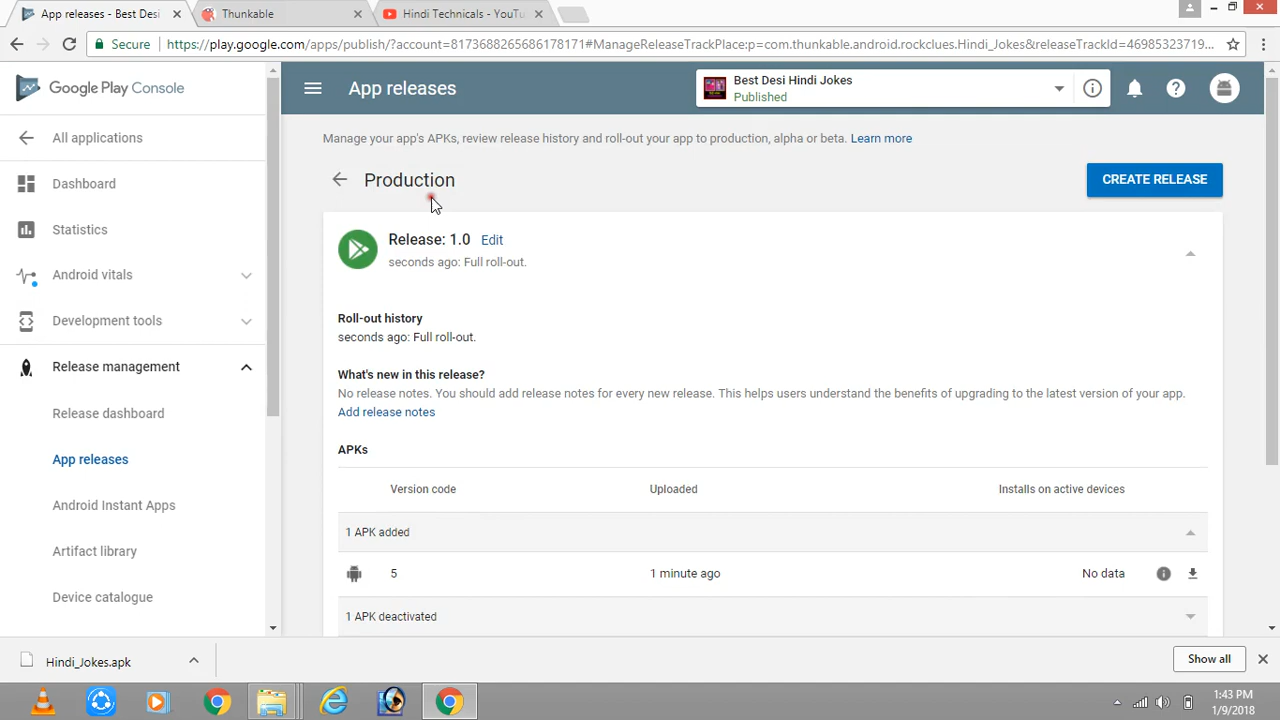 App releases - Best Desi
Thunkable
Hindi Technicals - YouTu
Secure
https://play.google.com/apps/publish/?account=8173688265686178171#ManageReleaseTrackPlace:p=com.thunkable.android.rockclues.Hindi_Jokes&releaseTrackId=46985323719...
Google Play Console
App releases
Best Desi Hindi Jokes
Published
All applications
Manage your app's APKs, review release history and roll-out your app to production, alpha or beta. Learn more
Dashboard
Production
CREATE RELEASE
Statistics
Release: 1.0 Edit
seconds ago: Full roll-out.
Android vitals
Development tools
Roll-out history
seconds ago: Full roll-out.
Release management
What's new in this release?
No release notes. You should add release notes for every new release. This helps users understand the benefits of upgrading to the latest version of your app.
Add release notes
Release dashboard
APKs
App releases
Version code Uploaded Installs on active devices
Android Instant Apps
1 APK added
Artifact library
5 1 minute ago No data
Device catalogue
1 APK deactivated
Hindi_Jokes.apk
Show all
1:43 PM
1/9/2018